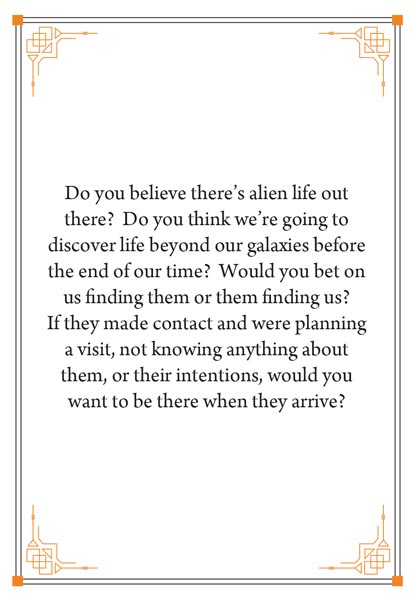 Do you believe there's alien life out
there?  Do you think we're going to
discover life beyond our galaxies before
the end of our time?  Would you bet on
us finding them or them finding us?
If they made contact and were planning
a visit, not knowing anything about
them, or their intentions, would you
want to be there when they arrive?